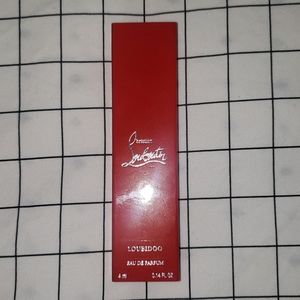 Christian
Louboutin
LOUBIDOO
EAU DE PARFUM
4 ml 0.14 FL OZ